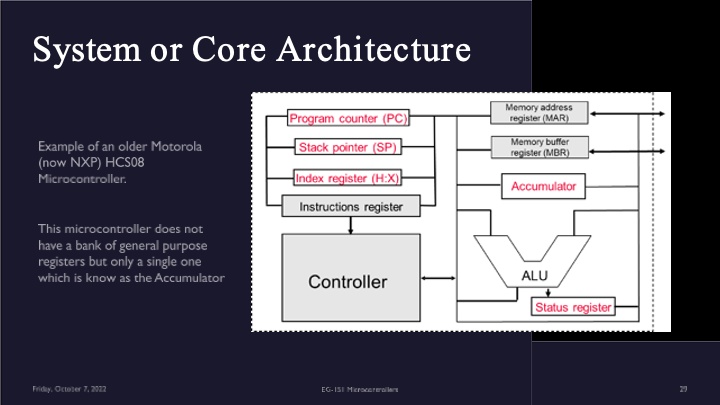 System or Core Architecture
Example of an older Motorola
(now NXP) HCS08
Microcontroller.
This microcontroller does not
have a bank of general purpose
registers but only a single one
which is know as the Accumulator
Program counter (PC)
Stack pointer (SP)
Index register (H:X)
Instructions register
Controller
Memory address
register (MAR)
Memory buffer
register (MBR)
Accumulator
ALU
Status register
Friday, October 7, 2022
EG-151 Microcontrollers
29